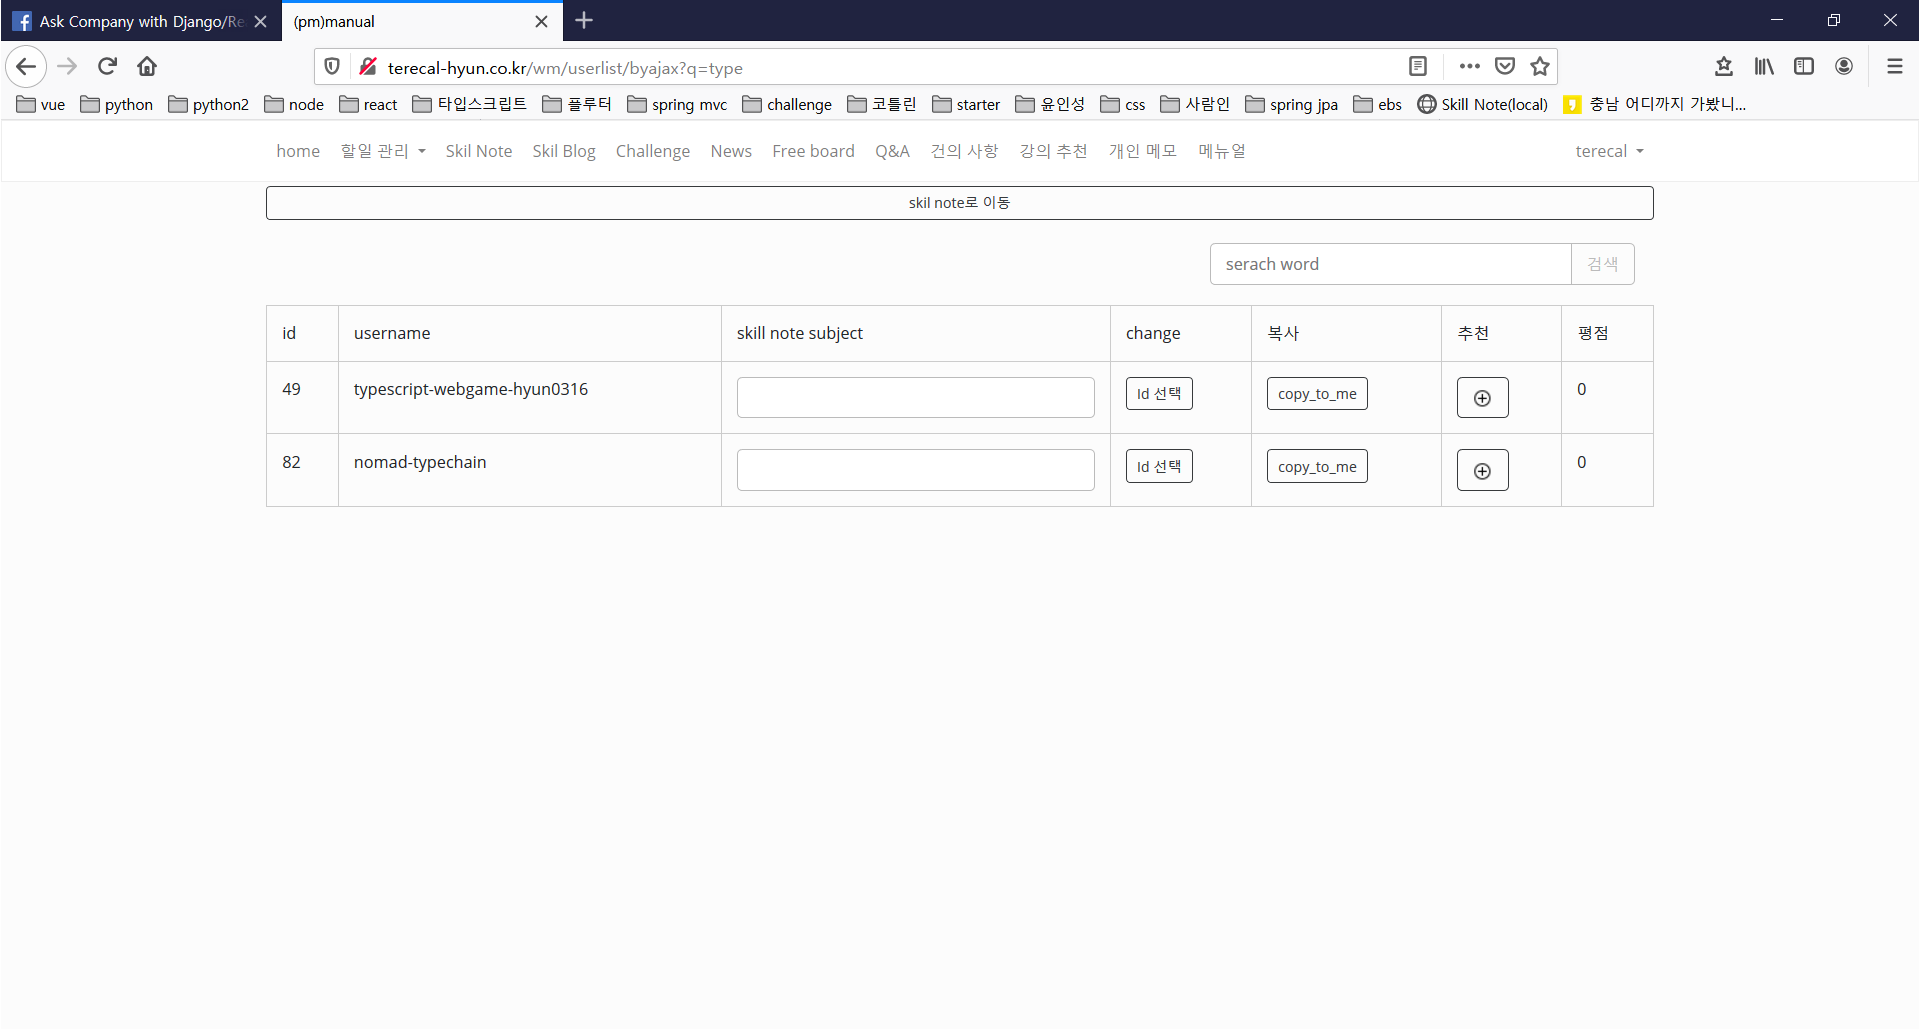 Ask Company with Django/Re
(pm)manual
terecal-hyun.co.kr/wm/userlist/byajax?q=type
vue python python2 node react 타입스크립트 플루터 spring mvc challenge 코틀린 starter 윤인성 css 사람인 spring jpa ebs Skill Note(local) 충남 어디까지 가봤니...
home 할일 관리 Skil Note Skil Blog Challenge News Free board Q&A 건의 사항 강의 추천 개인 메모 메뉴얼 terecal
skil note로 이동
serach word 검색
id username skill note subject change 복사 추천 평점
49 typescript-webgame-hyun0316 Id 선택 copy_to_me 0
82 nomad-typechain Id 선택 copy_to_me 0